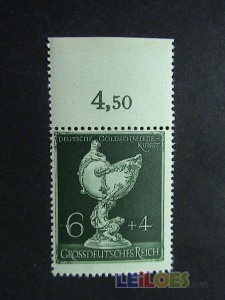 4,50
DEUTSCHE GOLDSCHMIEDE-
KUNST
6 +4
GROSSDEUTSCHES REICH
LEILOES